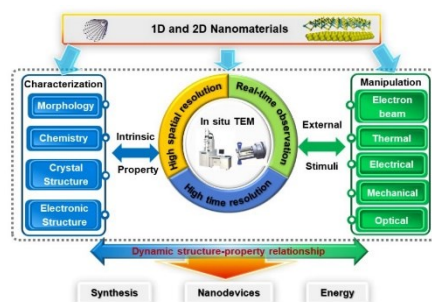 1D and 2D Nanomaterials
Characterization
Morphology
Chemistry
Crystal
Structure
Electronic
Structure
Intrinsic
Property
High spatial resolution
Real-time observation
High time resolution
In situ TEM
External
Stimuli
Manipulation
Electron
beam
Thermal
Electrical
Mechanical
Optical
Dynamic structure-property relationship
Synthesis
Nanodevices
Energy